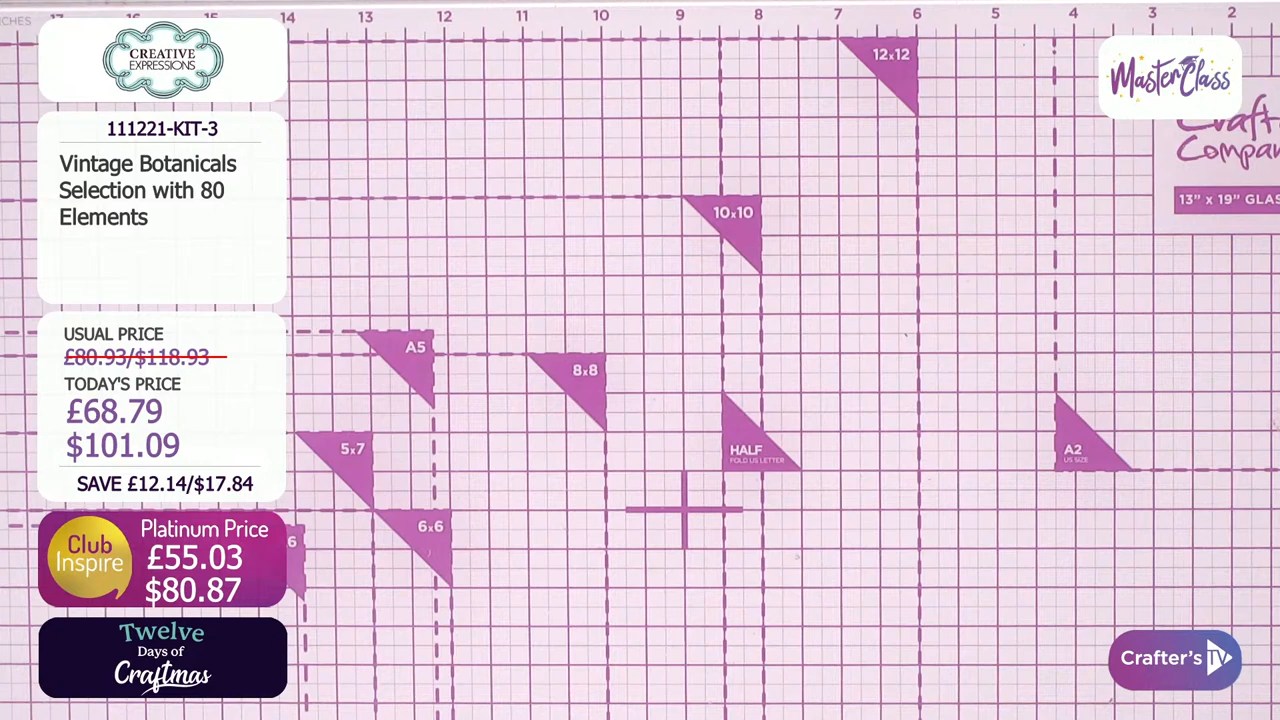 CREATIVE
EXPRESSIONS
111221-KIT-3
Vintage Botanicals
Selection with 80
Elements
USUAL PRICE
£80.93/$118.93
TODAY'S PRICE
£68.79
$101.09
SAVE £12.14/$17.84
Club
Inspire
Platinum Price
£55.03
$80.87
Twelve
Days of
Craftmas
14 13 12 11 10 9 8 7 6 5 4 3 2
12x12
10x10
A5
8x8
5x7
HALF
FOLD US LETTER
A2
US SIZE
6x6
6
MasterClass
Craft
Compan
13" x 19" GLAS
Crafter's TV